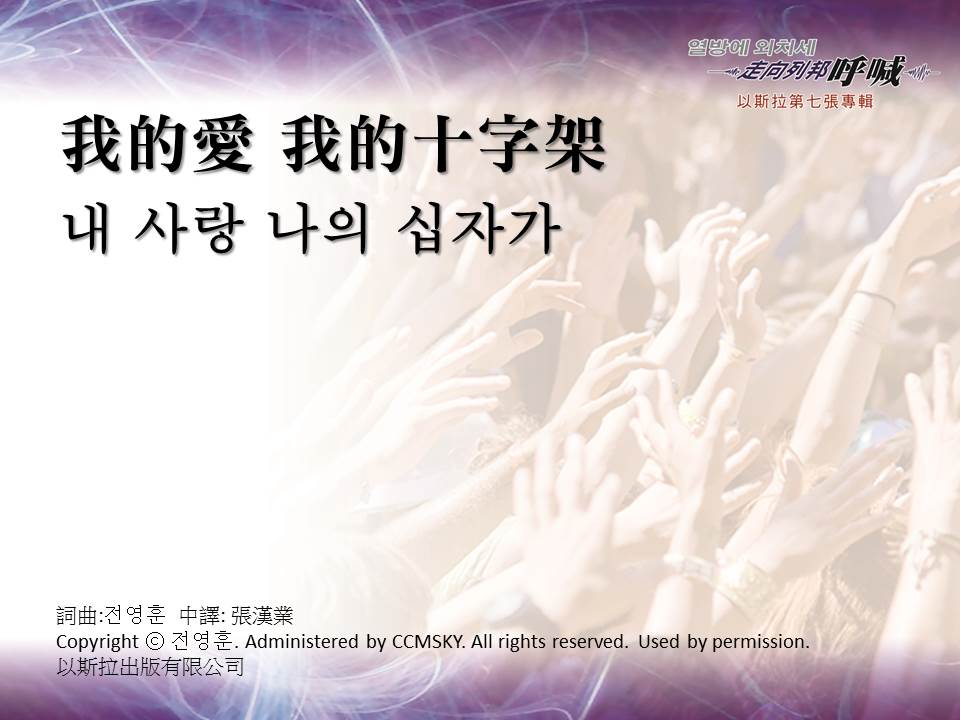 열방에 외치세
走向列邦呼喊
以斯拉第七張專輯
我的愛 我的十字架
내 사랑 나의 십자가
詞曲:전영훈 中譯: 張漢業
Copyright ⓒ 전영훈. Administered by CCMSKY. All rights reserved. Used by permission.
以斯拉出版有限公司